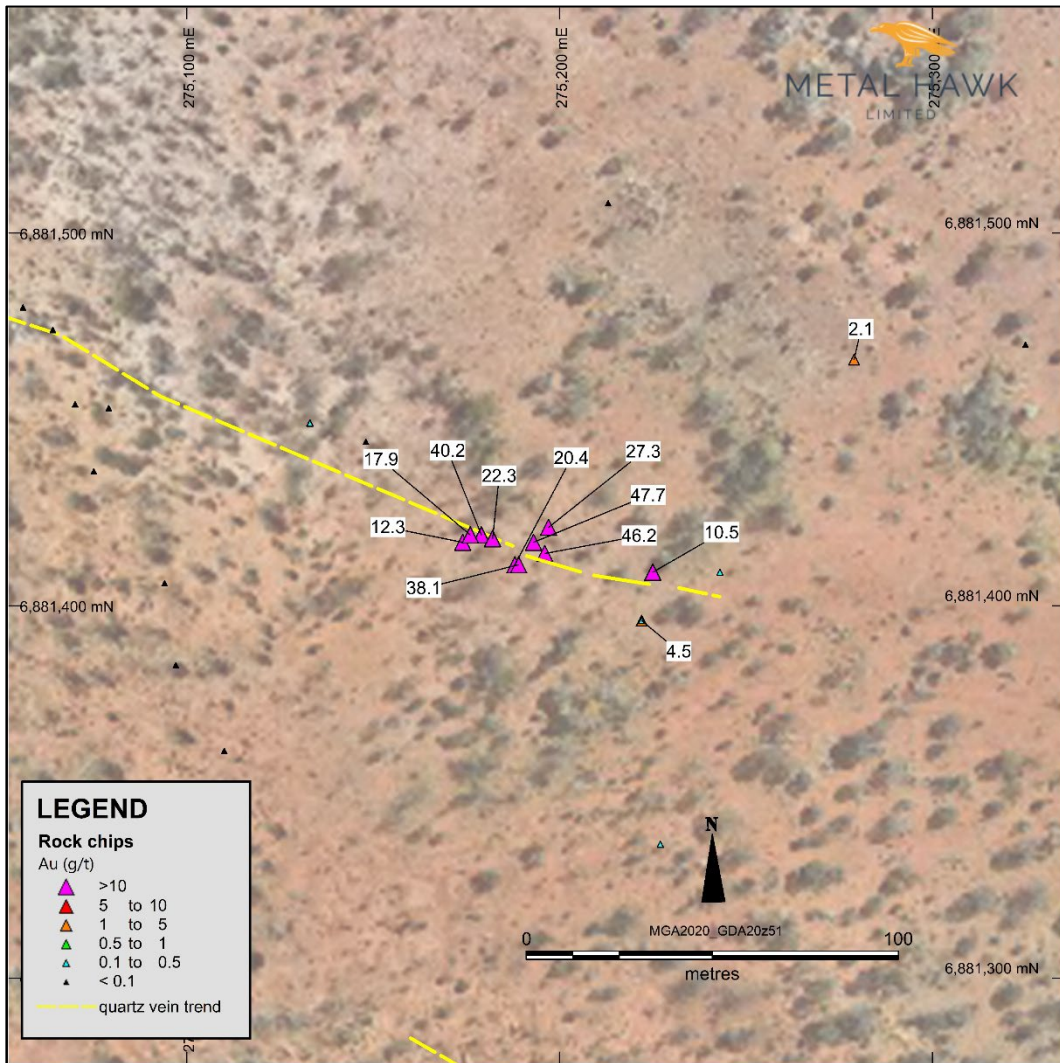 275,100 mE
275,200 mE
275,300 mE
METAL HAWK
LIMITED
6,881,500 mN
6,881,500 mN
2.1
40.2
20.4
27.3
17.9
22.3
47.7
12.3
46.2
10.5
38.1
6,881,400 mN
6,881,400 mN
4.5
LEGEND
Rock chips
Au (g/t)
>10
5 to 10
1 to 5
0.5 to 1
0.1 to 0.5
< 0.1
quartz vein trend
N
MGA2020_GDA20z51
0 100
metres
6,881,300 mN